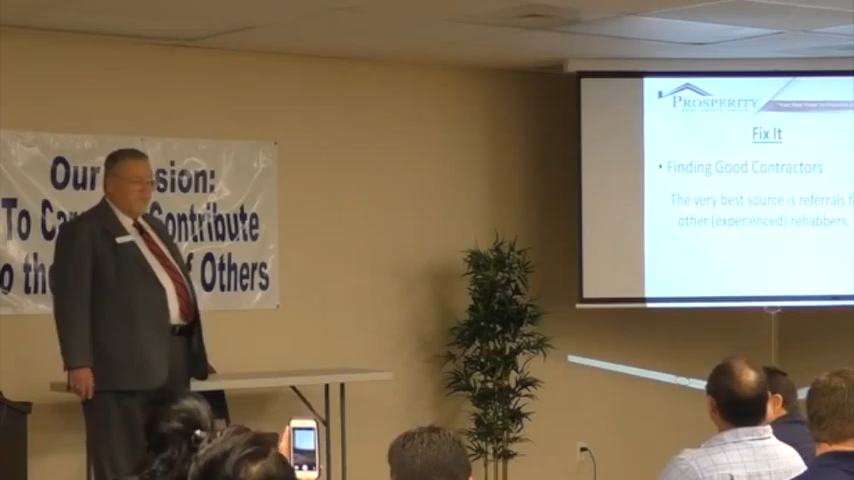 Our sion:
To Ca Contribute
o the of Others
PROSPERITY
Fix It
• Finding Good Contractors
The very best source is referrals f
other (experienced) rehabbers.